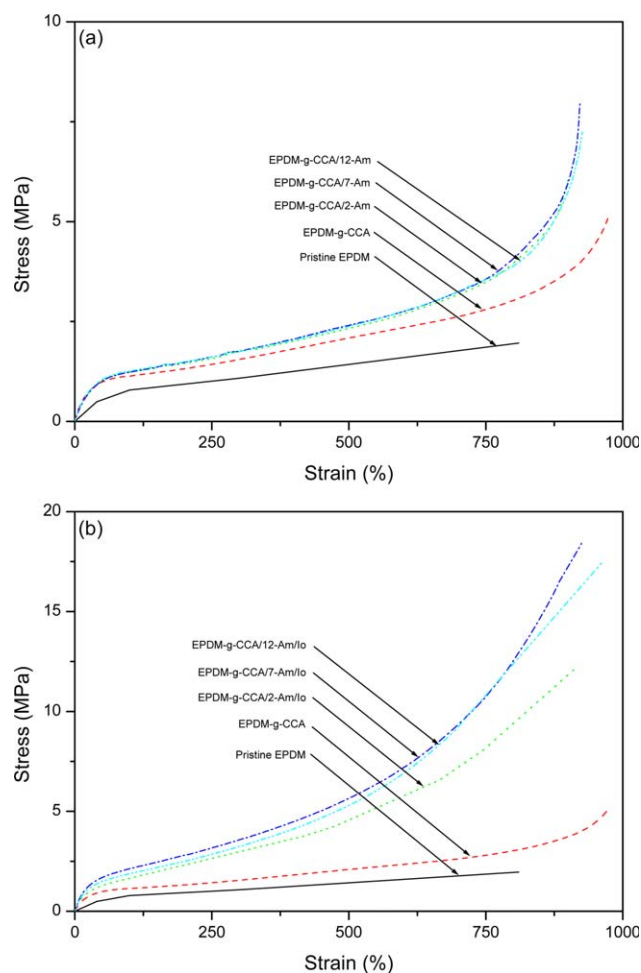 (a)
10
5
0
Stress (MPa)
EPDM-g-CCA/12-Am
EPDM-g-CCA/7-Am
EPDM-g-CCA/2-Am
EPDM-g-CCA
Pristine EPDM
0 250 500 750 1000
Strain (%)
(b)
20
15
10
5
0
Stress (MPa)
EPDM-g-CCA/12-Am/Io
EPDM-g-CCA/7-Am/Io
EPDM-g-CCA/2-Am/Io
EPDM-g-CCA
Pristine EPDM
0 250 500 750 1000
Strain (%)